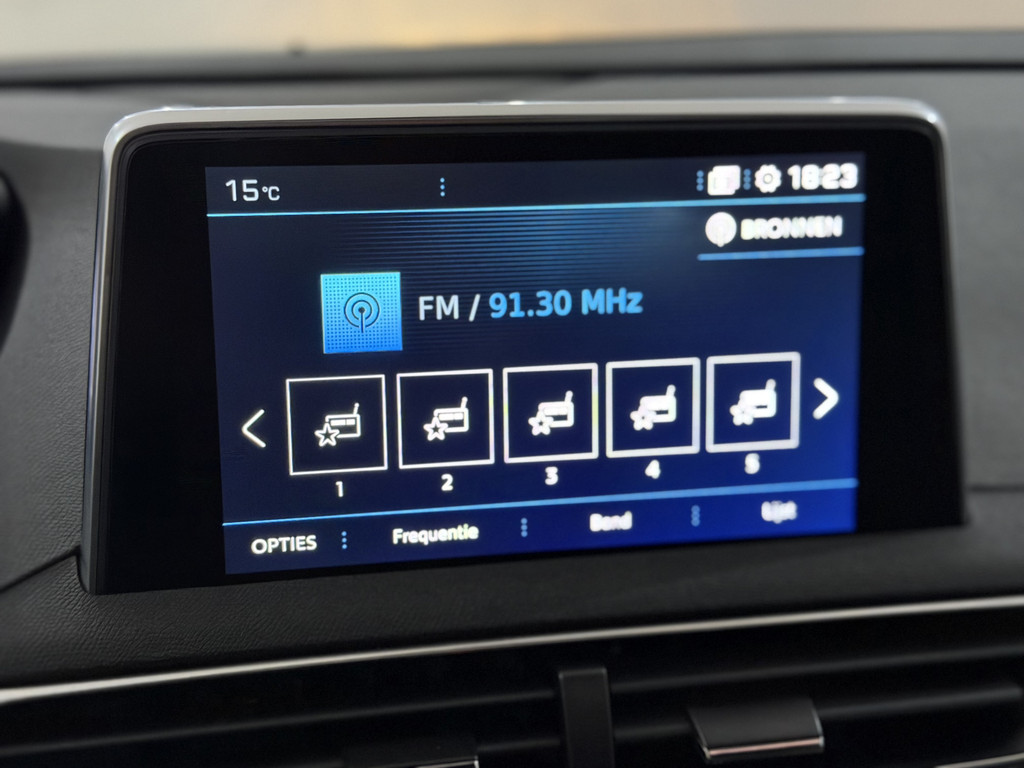 15°C 18:23
BRONNEN
FM / 91.30 MHz
1 2 3 4 5
OPTIES Frequentie Band Lijst